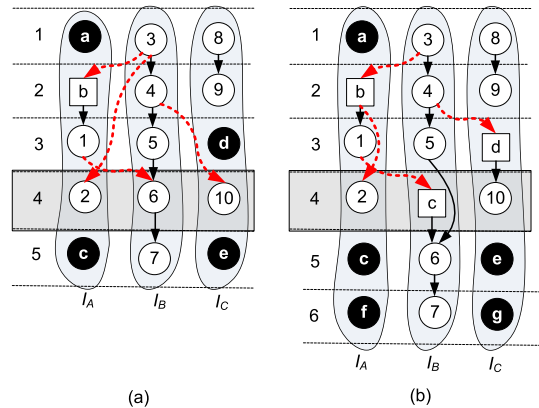 1 a 3 8
2 b 4 9
3 1 5 d
4 2 6 10
5 c 7 e
I_A I_B I_C
(a)
1 a 3 8
2 b 4 9
3 1 5 d
4 2 c 10
5 c 6 e
6 f 7 g
I_A I_B I_C
(b)